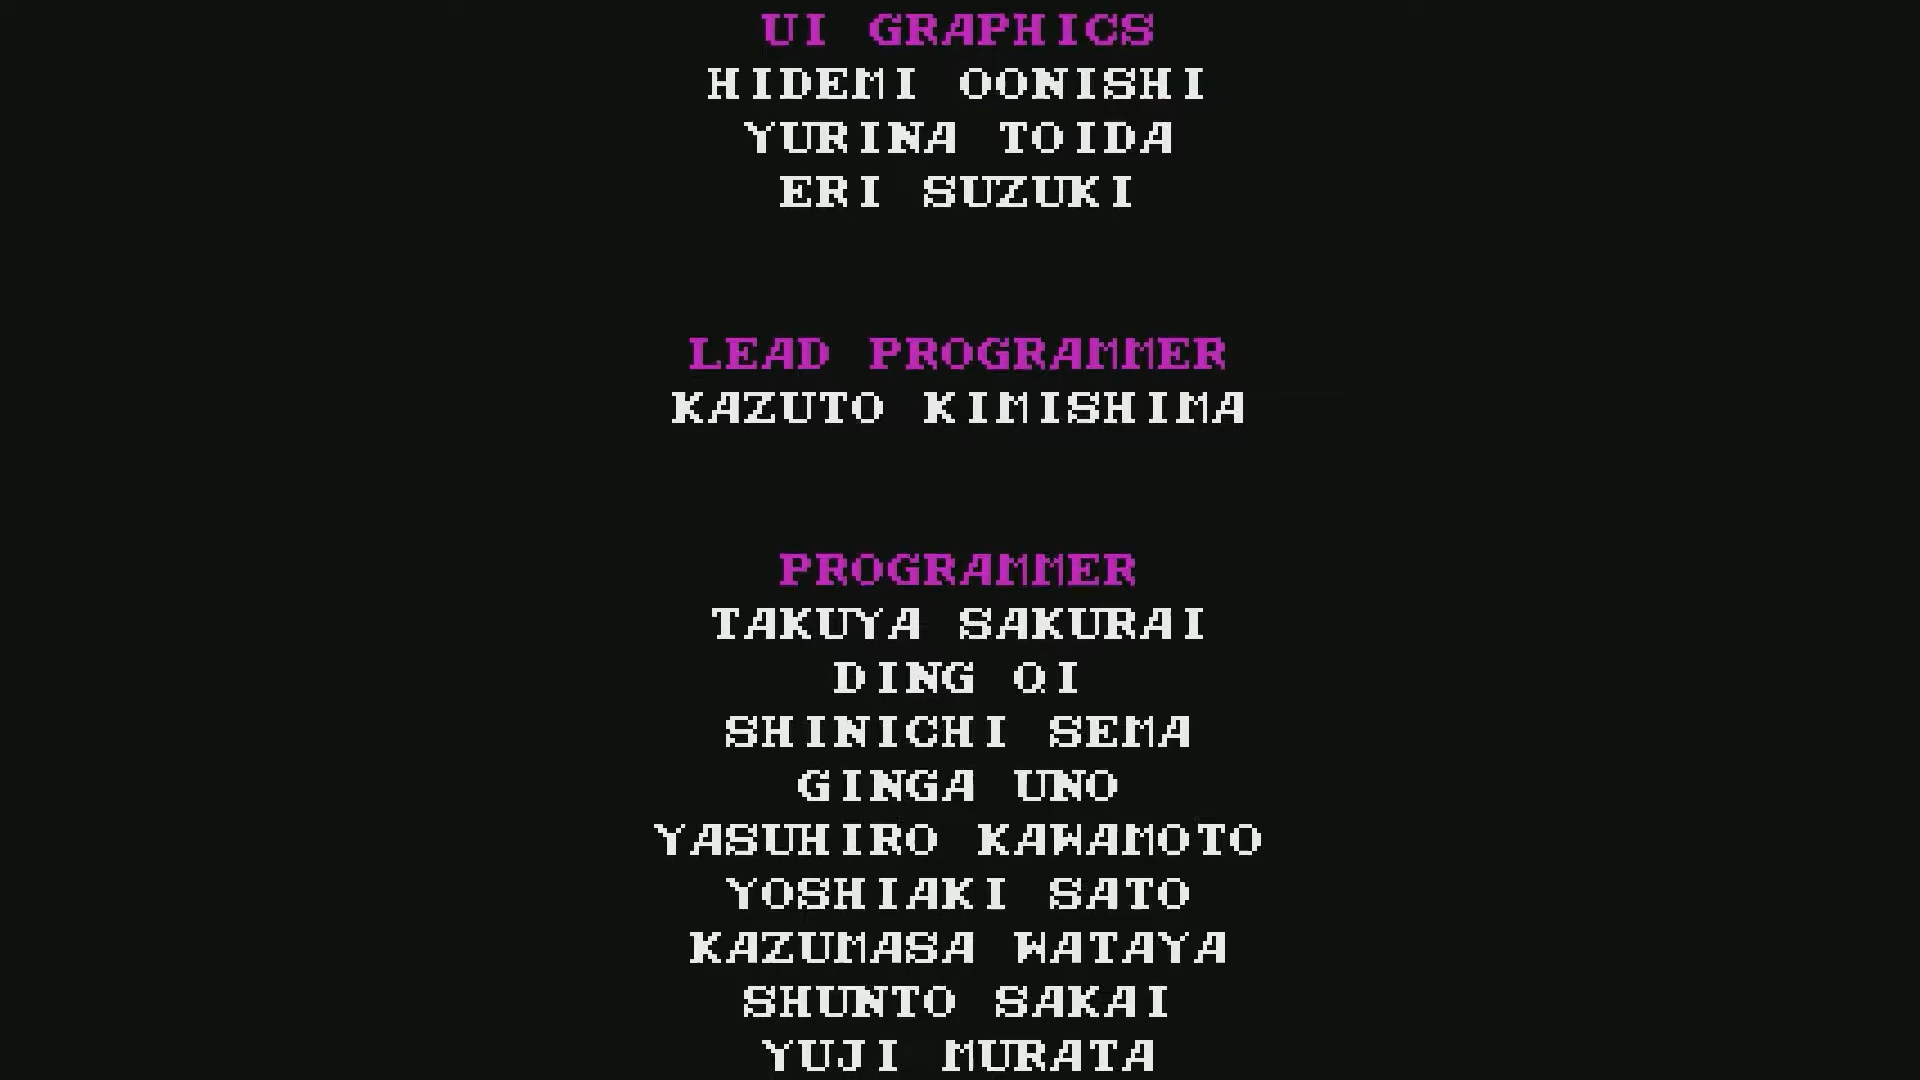 UI GRAPHICS
HIDEMI OONISHI
YURINA TOIDA
ERI SUZUKI
LEAD PROGRAMMER
KAZUTO KIMISHIMA
PROGRAMMER
TAKUYA SAKURAI
DING QI
SHINICHI SEMA
GINGA UNO
YASUHIRO KAWAMOTO
YOSHIAKI SATO
KAZUMASA WATAYA
SHUNTO SAKAI
YUJI MURATA